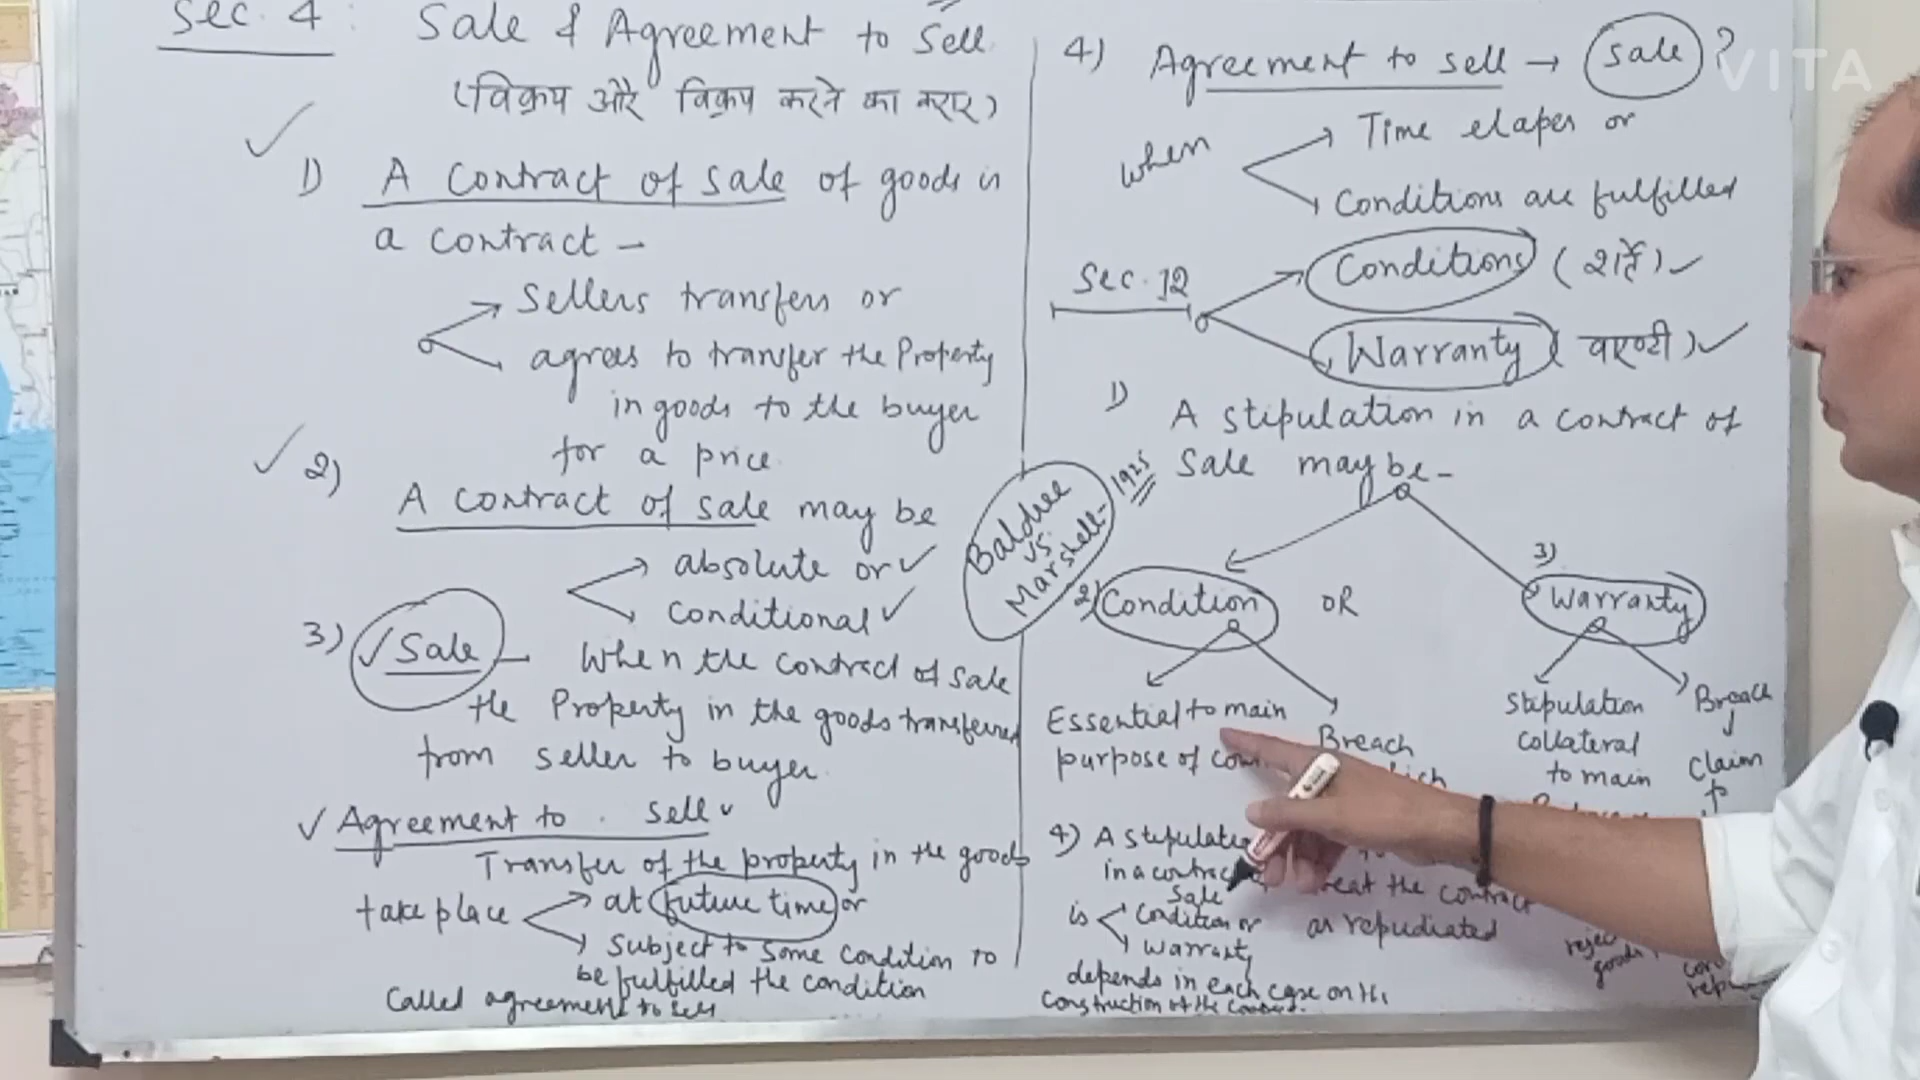 Sec. 4 : Sale & Agreement to Sell
(विक्रय और विक्रय करने का करार)
1) A Contract of sale of goods is
a contract –
Sellers transfers or
agrees to transfer the Property
in goods to the buyer
for a price.
2) A contract of sale may be
absolute or
conditional
3) Sale – When the contract of sale
the Property in the goods transferred
from seller to buyer.
Agreement to sell
Transfer of the property in the goods
take place
at future time or
Subject to some condition to
be fulfilled the condition
Called agreement to sell
4) Agreement to sell → Sale ?
when
Time elapes or
Conditions are fulfilled
Sec. 12
Conditions (शर्ते)
Warranty (वारण्टी)
1) A stipulation in a contract of
Sale may be –
Baldree
vs.
Marshell – 1925
2) Condition OR
3) Warranty
Essential to main
purpose of
Breach
4) A stipulation
in a contract
Sale
is Condition or
warranty
depends in each case on the
Construction of the
treat the contract
as repudiated
Stipulation
collateral
to main
Breach
claim
reject
goods
VITA